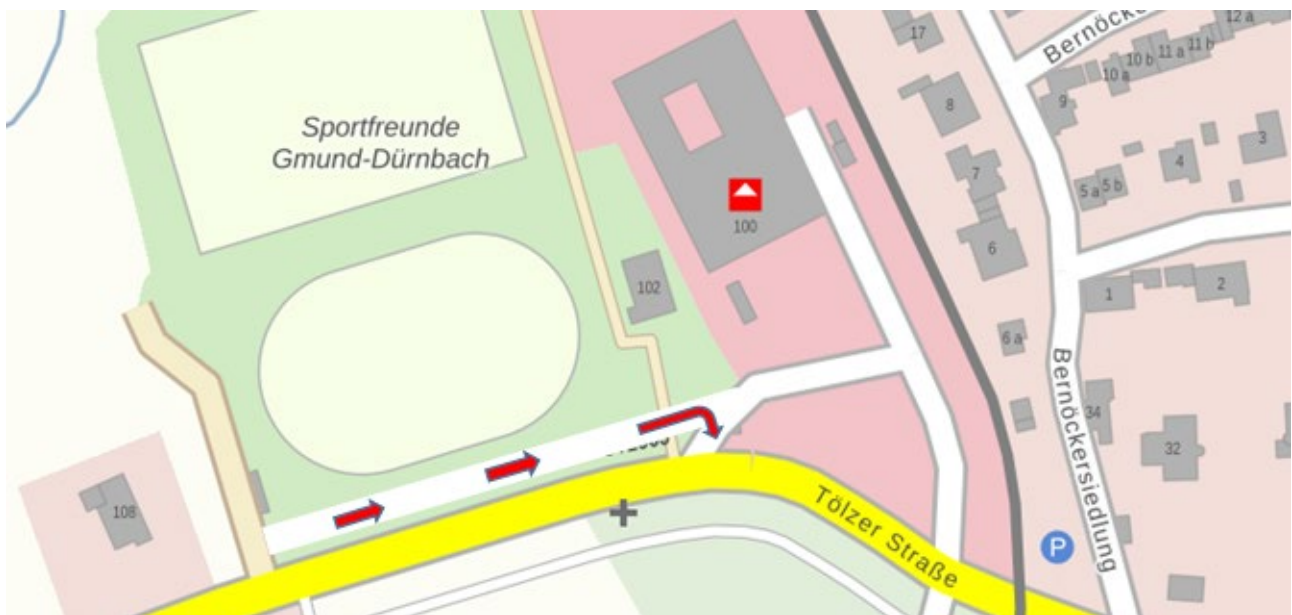 Sportfreunde
Gmund-Dürnbach
100
102
108
17
8
7
6
6 a
9
10 a
10 b
11 a
11 b
12 a
3
4
5 a
5 b
1
2
34
32
P
Tölzer Straße
Bernöckersiedlung